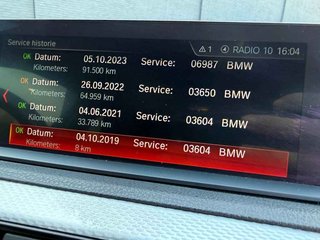 Service historie ⚠1 ④ RADIO 10 16:04
OK Datum: 05.10.2023 Service: 06987 BMW
Kilometers: 91.500 km
OK Datum: 26.09.2022 Service: 03650 BMW
Kilometers: 64.959 km
OK Datum: 04.06.2021 Service: 03604 BMW
Kilometers: 33.789 km
OK Datum: 04.10.2019 Service: 03604 BMW
Kilometers: 8 km